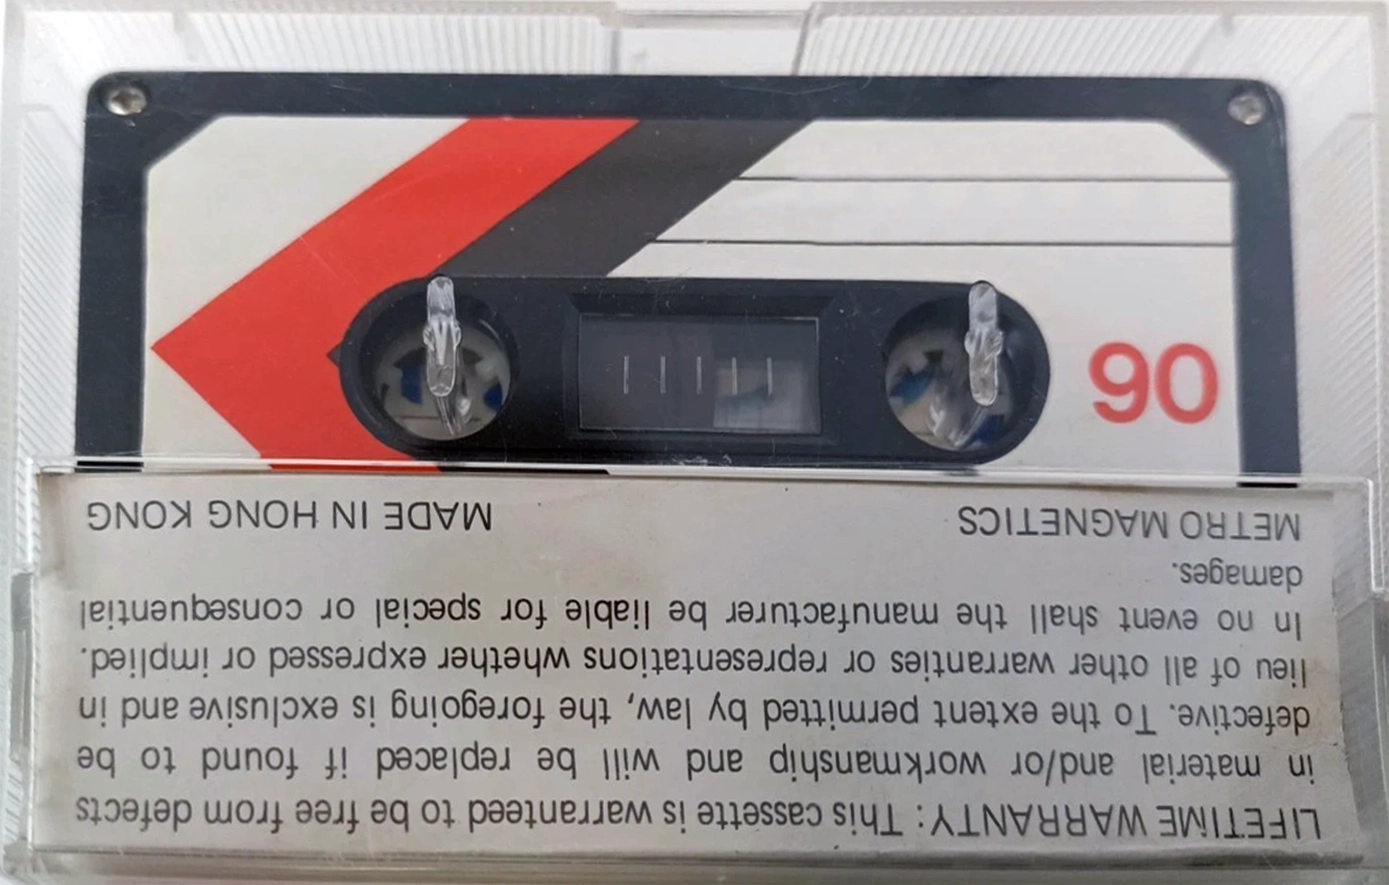 90
LIFETIME WARRANTY: This cassette is warranteed to be free from defects
in material and/or workmanship and will be replaced if found to be
defective. To the extent permitted by law, the foregoing is exclusive and in
lieu of all other warranties or representations whether expressed or implied.
In no event shall the manufacturer be liable for special or consequential
damages.
METRO MAGNETICS MADE IN HONG KONG